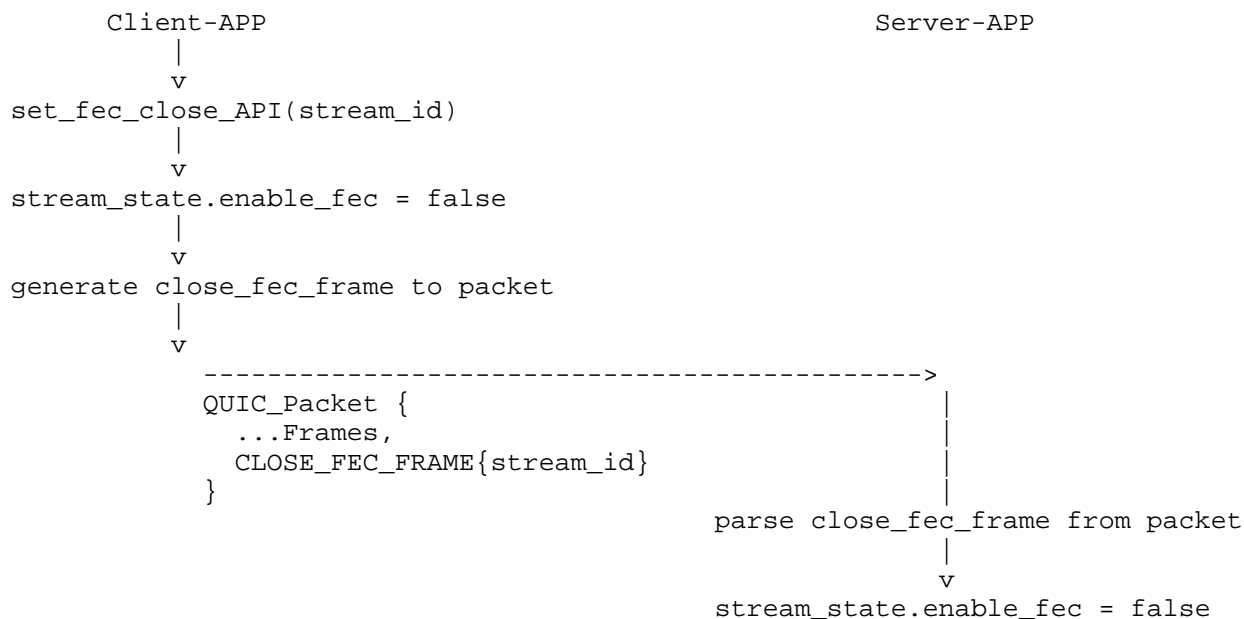 Client-APP Server-APP
|
v
set_fec_close_API(stream_id)
|
v
stream_state.enable_fec = false
|
v
generate close_fec_frame to packet
|
v
--------------------------------------------->
QUIC_Packet { |
...Frames, |
CLOSE_FEC_FRAME{stream_id} |
} |
parse close_fec_frame from packet
|
v
stream_state.enable_fec = false